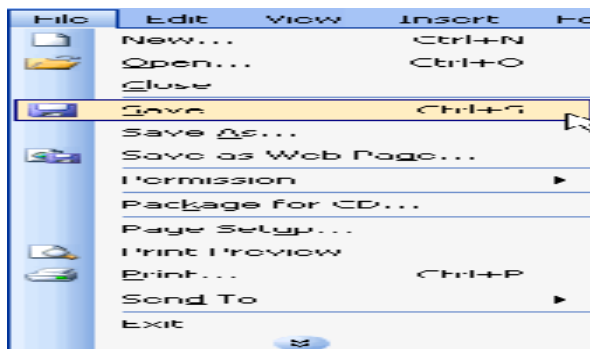 File Edit View Insert Fo
New... Ctrl+N
Open... Ctrl+O
Close
Save Ctrl+S
Save As...
Save as Web Page...
Permission
Package for CD...
Page Setup...
Print Preview
Print... Ctrl+P
Send To
Exit